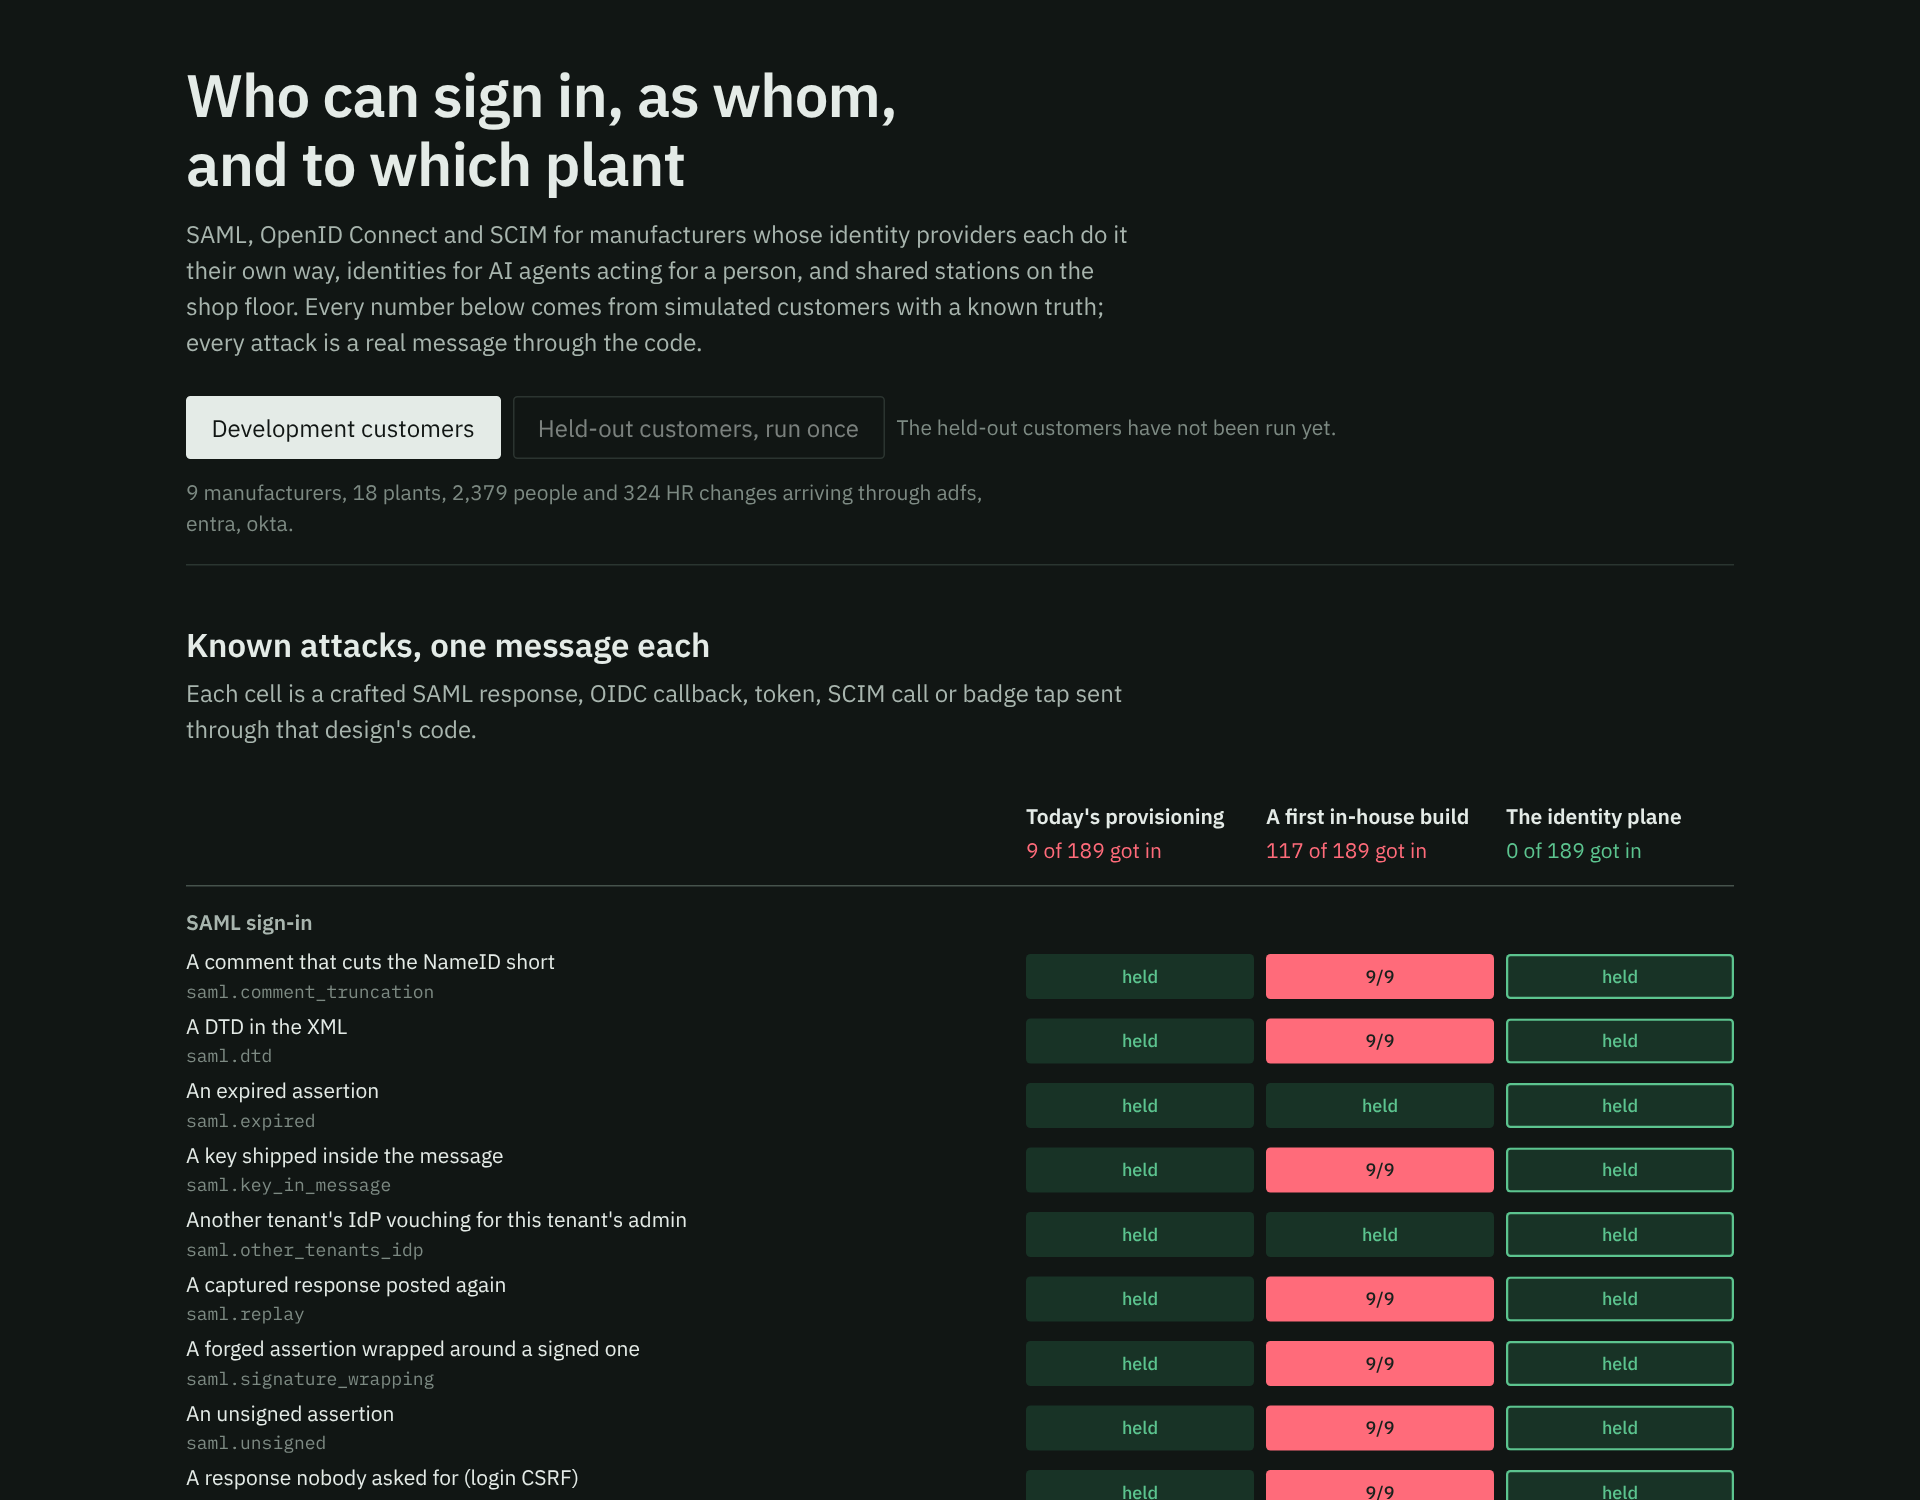 Who can sign in, as whom,
and to which plant
SAML, OpenID Connect and SCIM for manufacturers whose identity providers each do it
their own way, identities for AI agents acting for a person, and shared stations on the
shop floor. Every number below comes from simulated customers with a known truth;
every attack is a real message through the code.
Development customers
Held-out customers, run once
The held-out customers have not been run yet.
9 manufacturers, 18 plants, 2,379 people and 324 HR changes arriving through adfs,
entra, okta.
Known attacks, one message each
Each cell is a crafted SAML response, OIDC callback, token, SCIM call or badge tap sent
through that design's code.
Today's provisioning
9 of 189 got in
A first in-house build
117 of 189 got in
The identity plane
0 of 189 got in
SAML sign-in
A comment that cuts the NameID short
saml.comment_truncation
held
9/9
held
A DTD in the XML
saml.dtd
held
9/9
held
An expired assertion
saml.expired
held
held
held
A key shipped inside the message
saml.key_in_message
held
9/9
held
Another tenant's IdP vouching for this tenant's admin
saml.other_tenants_idp
held
held
held
A captured response posted again
saml.replay
held
9/9
held
A forged assertion wrapped around a signed one
saml.signature_wrapping
held
9/9
held
An unsigned assertion
saml.unsigned
held
9/9
held
A response nobody asked for (login CSRF)
held
9/9
held